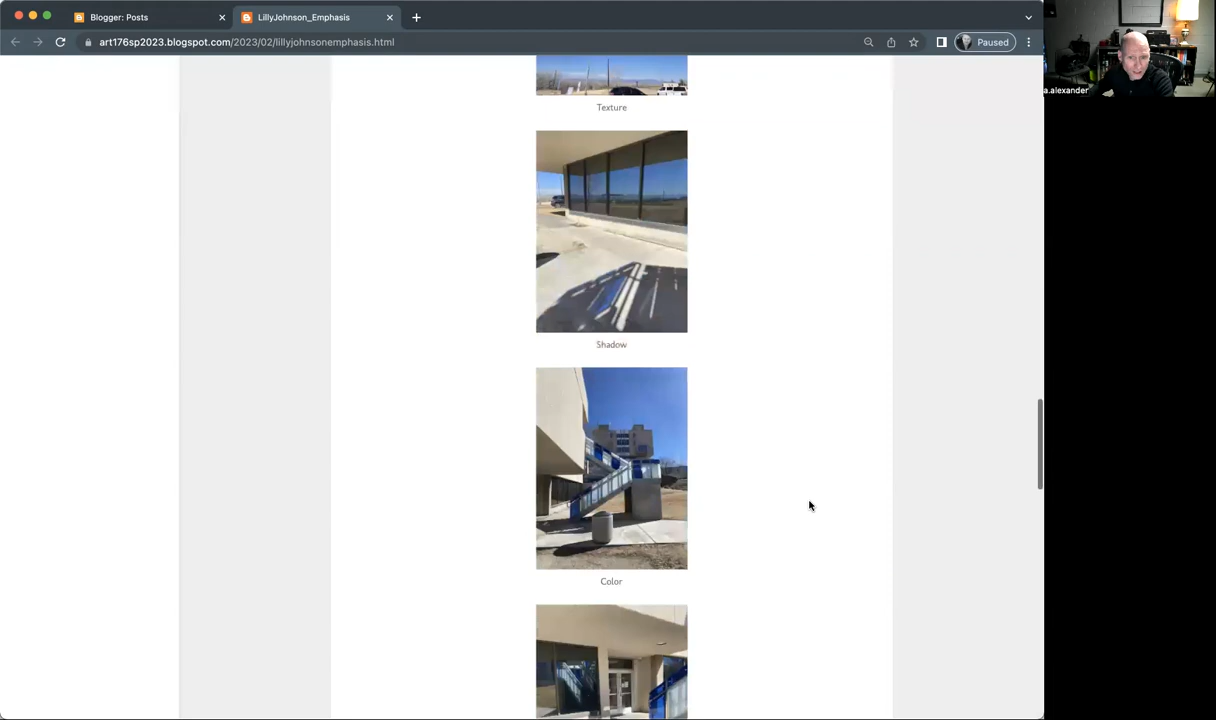 Blogger: Posts
LillyJohnson_Emphasis
art176sp2023.blogspot.com/2023/02/lillyjohnsonemphasis.html
Paused
a.alexander
Texture
Shadow
Color